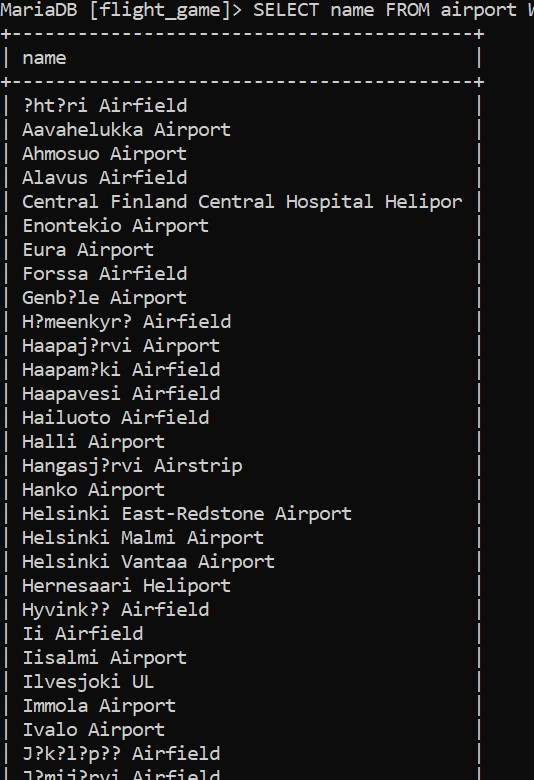 MariaDB [flight_game]> SELECT name FROM airport W
+------------------------------------------+
| name |
+------------------------------------------+
| ?ht?ri Airfield |
| Aavahelukka Airport |
| Ahmosuo Airport |
| Alavus Airfield |
| Central Finland Central Hospital Helipor |
| Enontekio Airport |
| Eura Airport |
| Forssa Airfield |
| Genb?le Airport |
| H?meenkyr? Airfield |
| Haapaj?rvi Airport |
| Haapam?ki Airfield |
| Haapavesi Airfield |
| Hailuoto Airfield |
| Halli Airport |
| Hangasj?rvi Airstrip |
| Hanko Airport |
| Helsinki East-Redstone Airport |
| Helsinki Malmi Airport |
| Helsinki Vantaa Airport |
| Hernesaari Heliport |
| Hyvink?? Airfield |
| Ii Airfield |
| Iisalmi Airport |
| Ilvesjoki UL |
| Immola Airport |
| Ivalo Airport |
| J?k?l?p?? Airfield |
| J?mij?rvi Airfield |